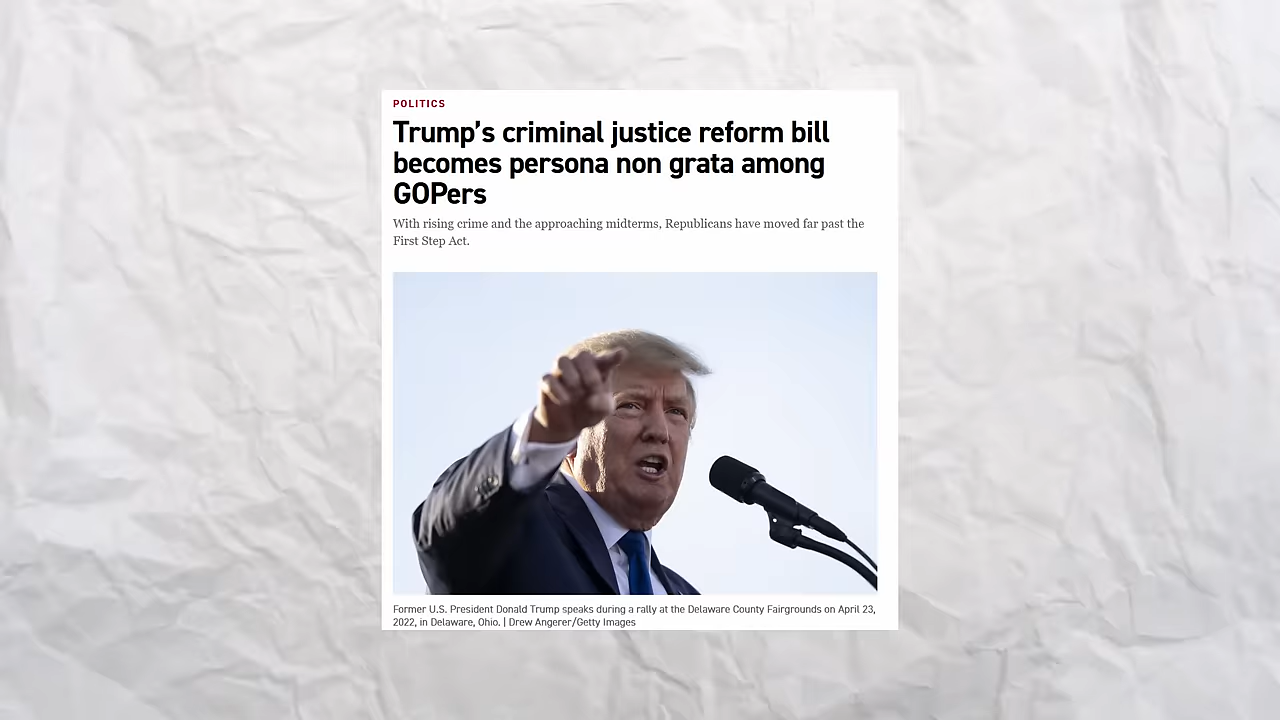 POLITICS
Trump’s criminal justice reform bill
becomes persona non grata among
GOPers
With rising crime and the approaching midterms, Republicans have moved far past the
First Step Act.
Former U.S. President Donald Trump speaks during a rally at the Delaware County Fairgrounds on April 23,
2022, in Delaware, Ohio. | Drew Angerer/Getty Images